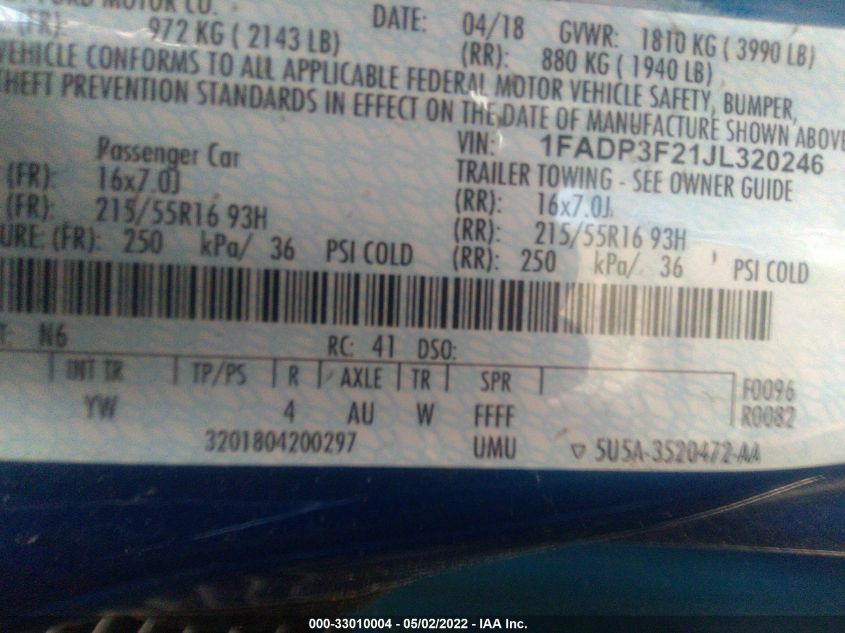 FORD MOTOR CO.
DATE: 04/18 GVWR: 1810 KG ( 3990 LB)
(FR): 972 KG ( 2143 LB) (RR): 880 KG ( 1940 LB)
VEHICLE CONFORMS TO ALL APPLICABLE FEDERAL MOTOR VEHICLE SAFETY, BUMPER,
THEFT PREVENTION STANDARDS IN EFFECT ON THE DATE OF MANUFACTURE SHOWN ABOVE
VIN: 1FADP3F21JL320246
Passenger Car TRAILER TOWING - SEE OWNER GUIDE
(FR): 16x7.0J (RR): 16x7.0J
(FR): 215/55R16 93H (RR): 215/55R16 93H
URE (FR): 250 kPa/ 36 PSI COLD (RR): 250 kPa/ 36 PSI COLD
T: N6 RC: 41 DSO:
INT TR TP/PS R AXLE TR SPR F0096
YW 4 AU W FFFF R0082
3201804200297 UMU ▽ 5U5A-3520472-AA
000-33010004 - 05/02/2022 - IAA Inc.